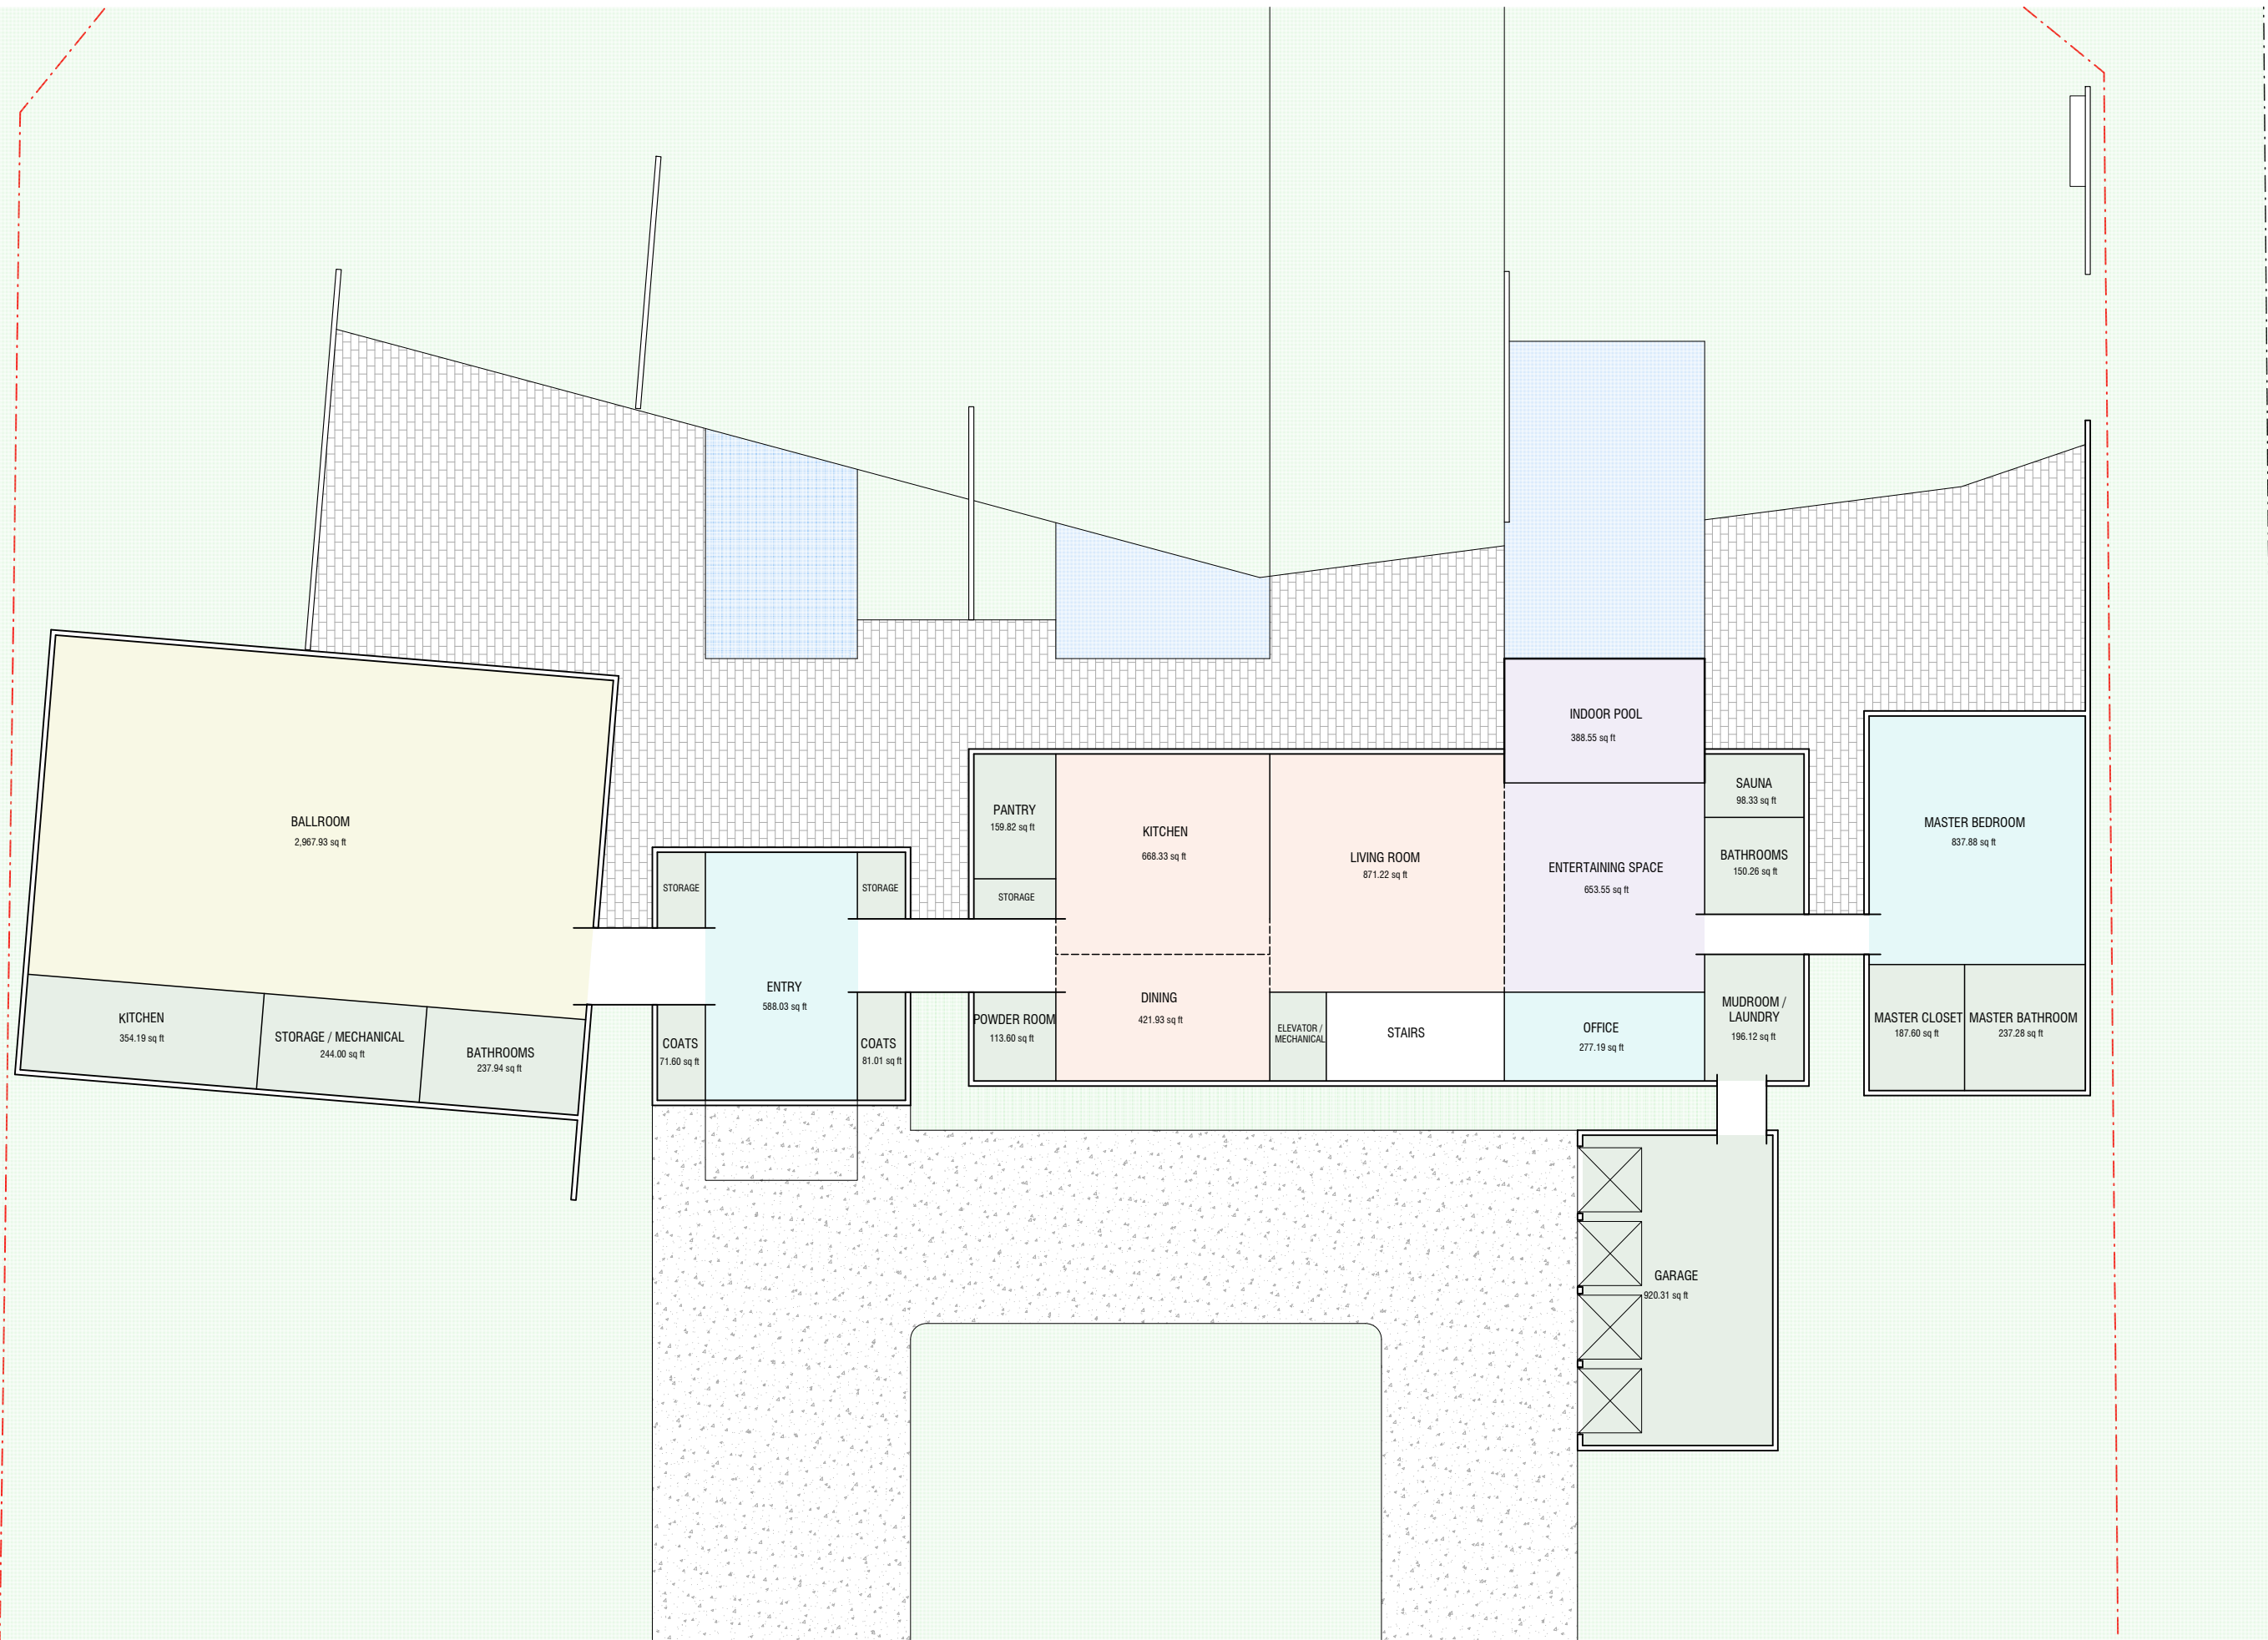 INDOOR POOL
388.55 sq ft
SAUNA
98.33 sq ft
PANTRY
159.82 sq ft
BALLROOM
2,967.93 sq ft
KITCHEN
668.33 sq ft
LIVING ROOM
871.22 sq ft
ENTERTAINING SPACE
653.55 sq ft
BATHROOMS
150.26 sq ft
MASTER BEDROOM
837.88 sq ft
STORAGE
STORAGE
STORAGE
ENTRY
588.03 sq ft
DINING
421.93 sq ft
KITCHEN
354.19 sq ft
STORAGE / MECHANICAL
244.00 sq ft
BATHROOMS
237.94 sq ft
COATS
71.60 sq ft
COATS
81.01 sq ft
POWDER ROOM
113.60 sq ft
ELEVATOR /
MECHANICAL
STAIRS
OFFICE
277.19 sq ft
MUDROOM /
LAUNDRY
196.12 sq ft
MASTER CLOSET
187.60 sq ft
MASTER BATHROOM
237.28 sq ft
GARAGE
920.31 sq ft